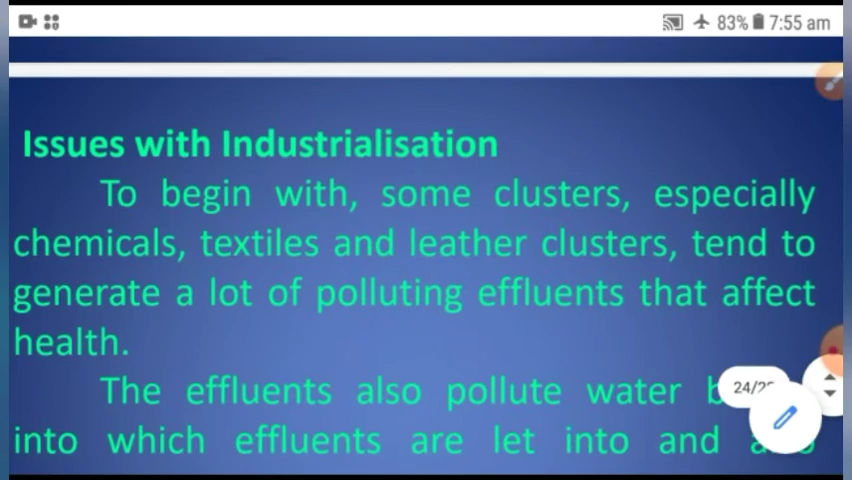 83% 7:55 am
Issues with Industrialisation
To begin with, some clusters, especially
chemicals, textiles and leather clusters, tend to
generate a lot of polluting effluents that affect
health.
The effluents also pollute water
24/2
into which effluents are let into and